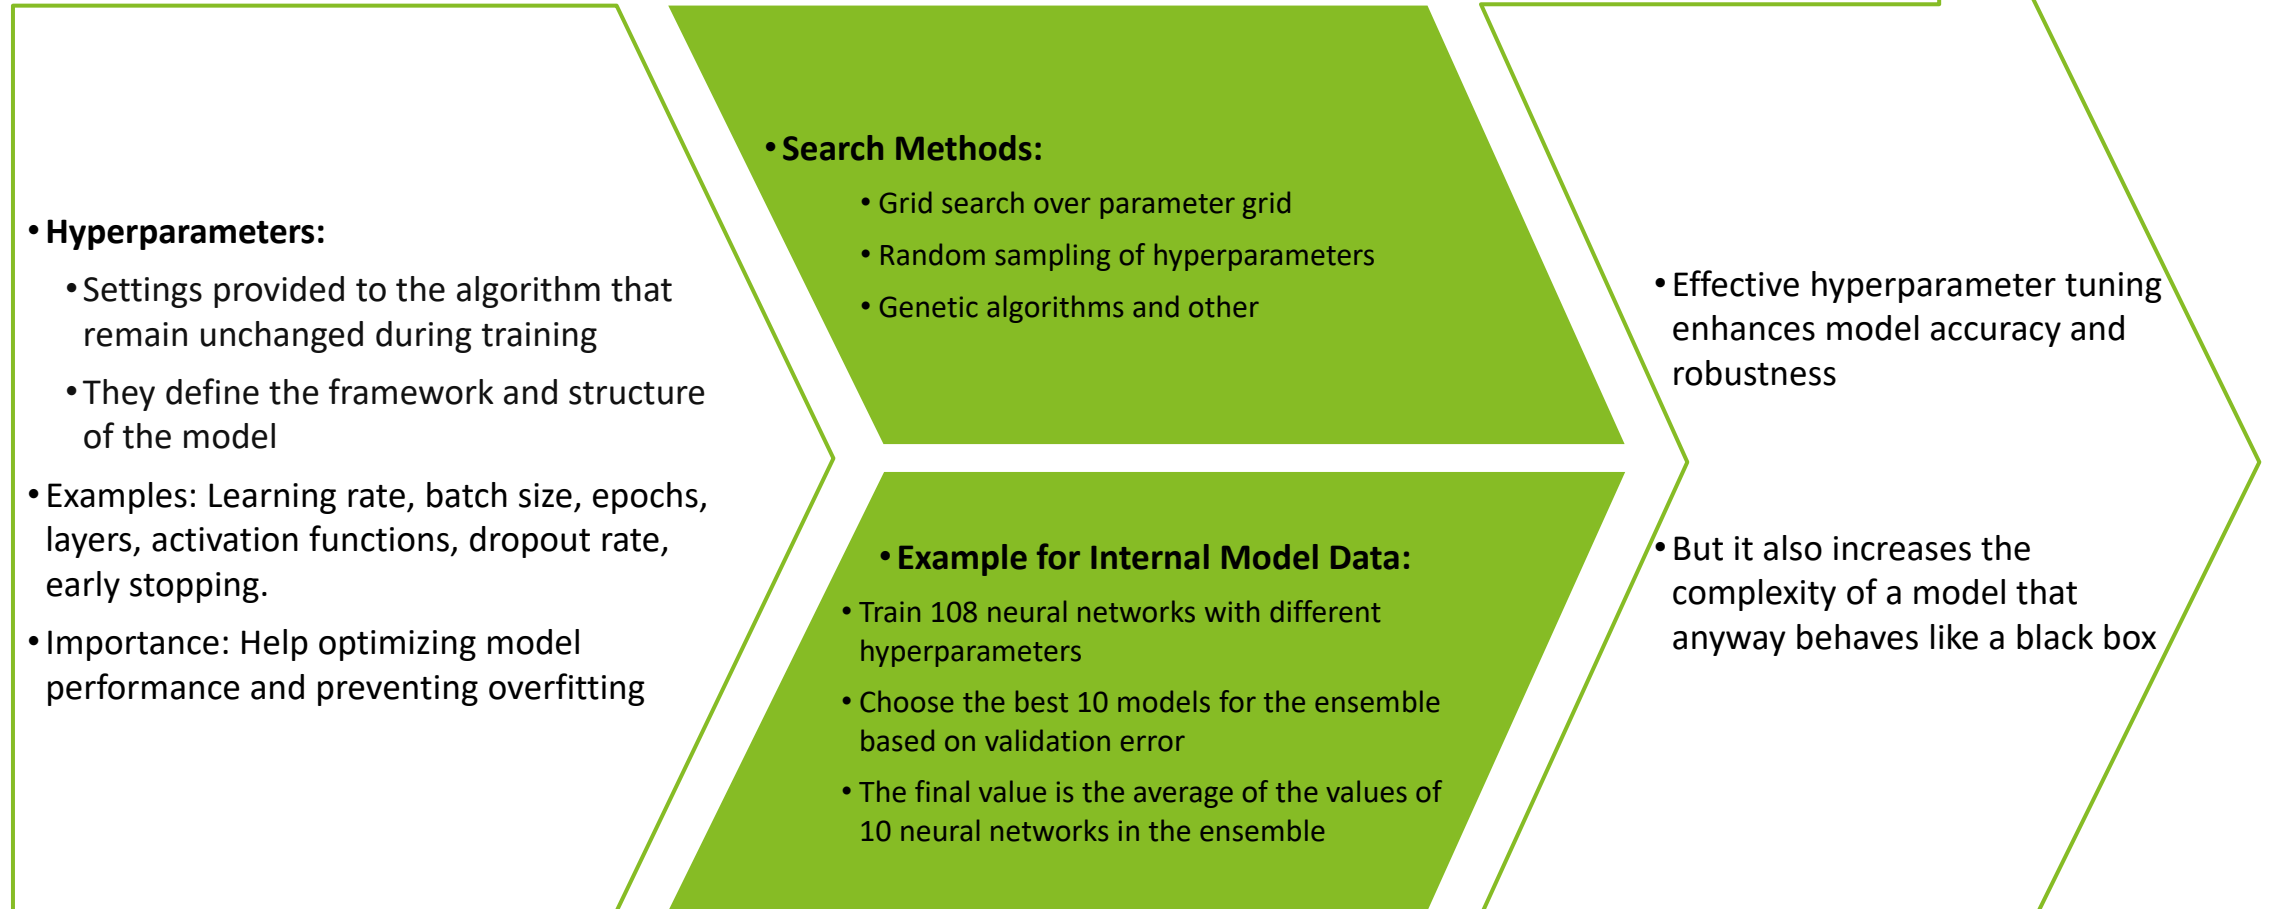 • Hyperparameters:
• Settings provided to the algorithm that
remain unchanged during training
• They define the framework and structure
of the model
• Examples: Learning rate, batch size, epochs,
layers, activation functions, dropout rate,
early stopping.
• Importance: Help optimizing model
performance and preventing overfitting
• Search Methods:
• Grid search over parameter grid
• Random sampling of hyperparameters
• Genetic algorithms and other
• Example for Internal Model Data:
• Train 108 neural networks with different
hyperparameters
• Choose the best 10 models for the ensemble
based on validation error
• The final value is the average of the values of
10 neural networks in the ensemble
• Effective hyperparameter tuning
enhances model accuracy and
robustness
• But it also increases the
complexity of a model that
anyway behaves like a black box